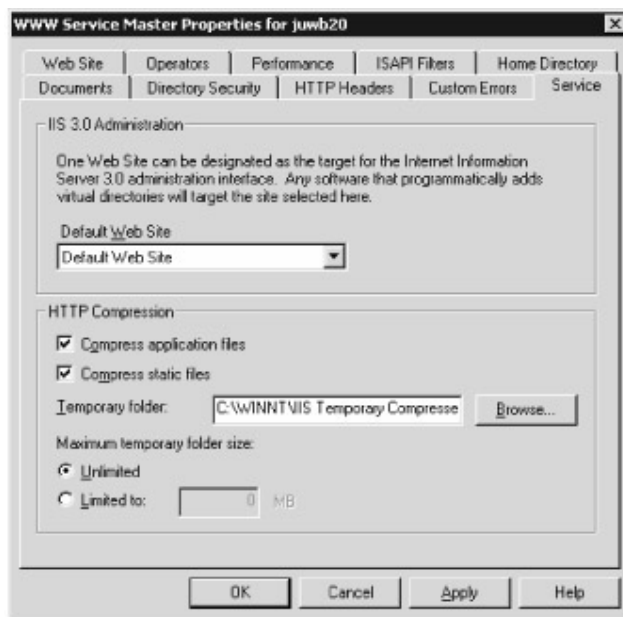 WWW Service Master Properties for juwb20
Web Site Operators Performance ISAPI Filters Home Directory
Documents Directory Security HTTP Headers Custom Errors Service
IIS 3.0 Administration
One Web Site can be designated as the target for the Internet Information
Server 3.0 administration interface. Any software that programmatically adds
virtual directories will target the site selected here.
Default Web Site
Default Web Site
HTTP Compression
Compress application files
Compress static files
Temporary folder: C:\WINNT\IIS Temporary Compresse Browse...
Maximum temporary folder size:
Unlimited
Limited to: 0 MB
OK Cancel Apply Help